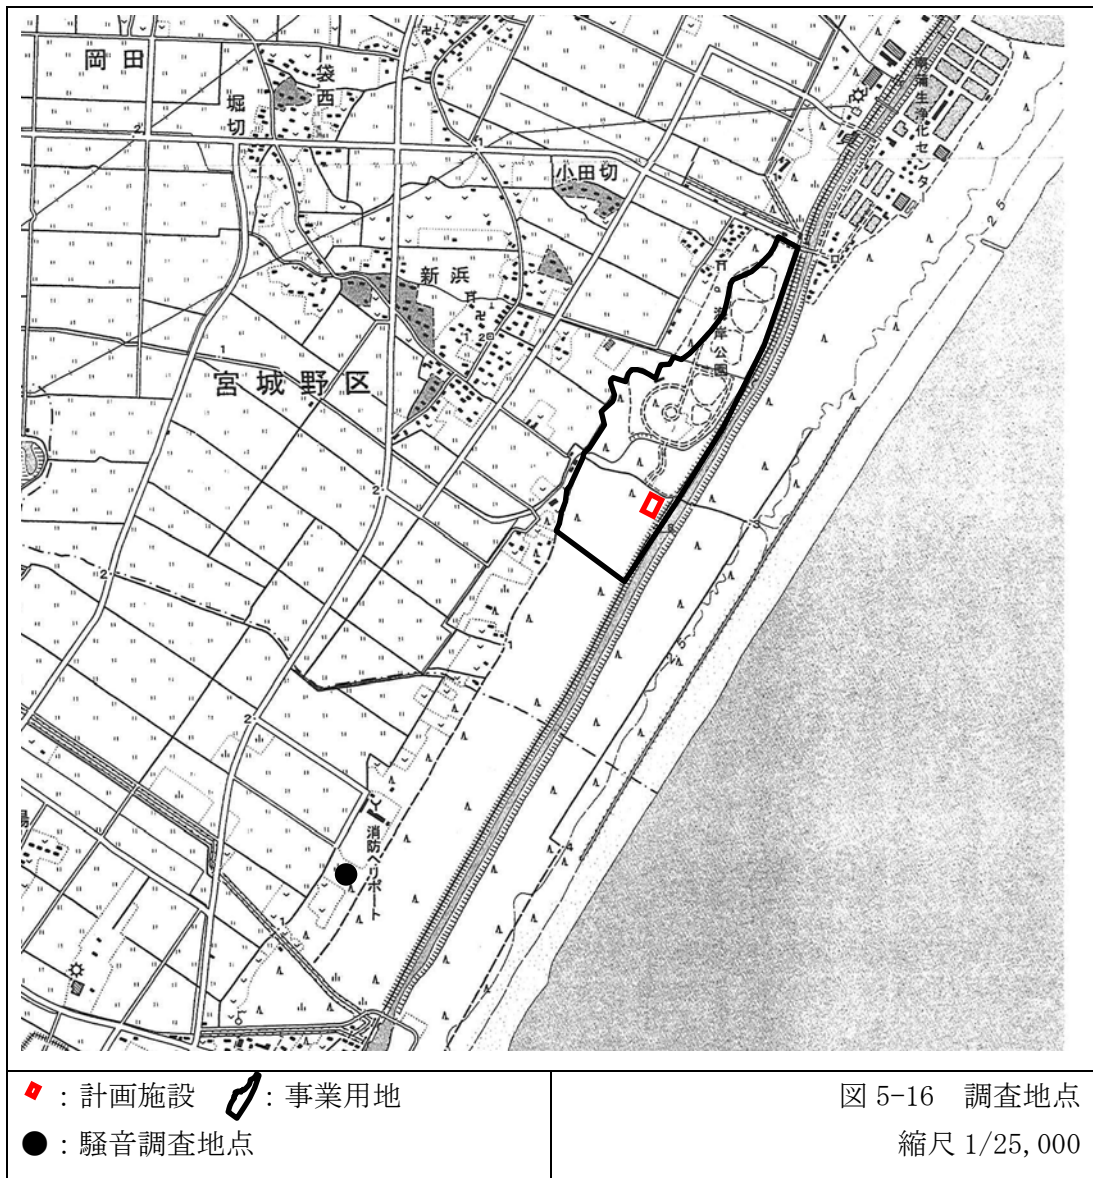 岡田
堀切
袋西
小田切
南蒲生浄化センター
新浜
海岸公園
宮城野区
消防ヘリポート
2
1
2
1
2
2
2
1
1
4
2.5
8
：計画施設　：事業用地
●：騒音調査地点
図 5-16　調査地点
縮尺 1/25,000